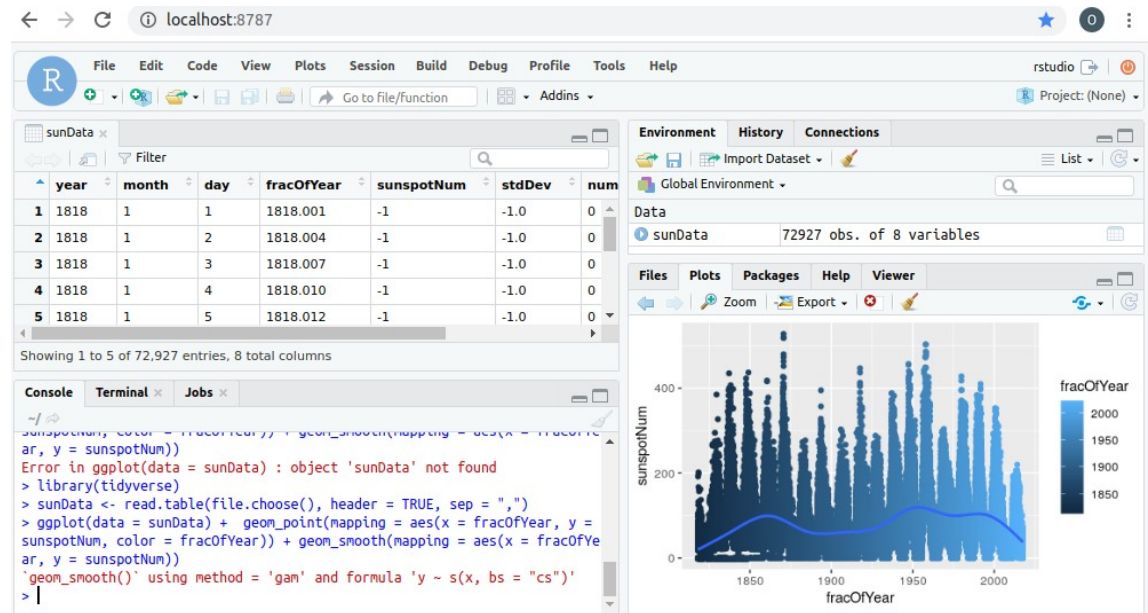 localhost:8787
O
R
File Edit Code View Plots Session Build Debug Profile Tools Help
rstudio
Go to file/function
Addins
Project: (None)
sunData
Filter
year month day fracOfYear sunspotNum stdDev num
1 1818 1 1 1818.001 -1 -1.0 0
2 1818 1 2 1818.004 -1 -1.0 0
3 1818 1 3 1818.007 -1 -1.0 0
4 1818 1 4 1818.010 -1 -1.0 0
5 1818 1 5 1818.012 -1 -1.0 0
Showing 1 to 5 of 72,927 entries, 8 total columns
Console Terminal Jobs
~/
sunspotNum, color = fracOfYear)) + geom_smooth(mapping = aes(x = fracOfYe
ar, y = sunspotNum))
Error in ggplot(data = sunData) : object 'sunData' not found
> library(tidyverse)
> sunData <- read.table(file.choose(), header = TRUE, sep = ",")
> ggplot(data = sunData) +  geom_point(mapping = aes(x = fracOfYear, y =
sunspotNum, color = fracOfYear)) + geom_smooth(mapping = aes(x = fracOfYe
ar, y = sunspotNum))
`geom_smooth()` using method = 'gam' and formula 'y ~ s(x, bs = "cs")'
>
Environment History Connections
Import Dataset
List
Global Environment
Data
sunData 72927 obs. of 8 variables
Files Plots Packages Help Viewer
Zoom Export
400
200
0
sunspotNum
1850 1900 1950 2000
fracOfYear
fracOfYear
2000
1950
1900
1850